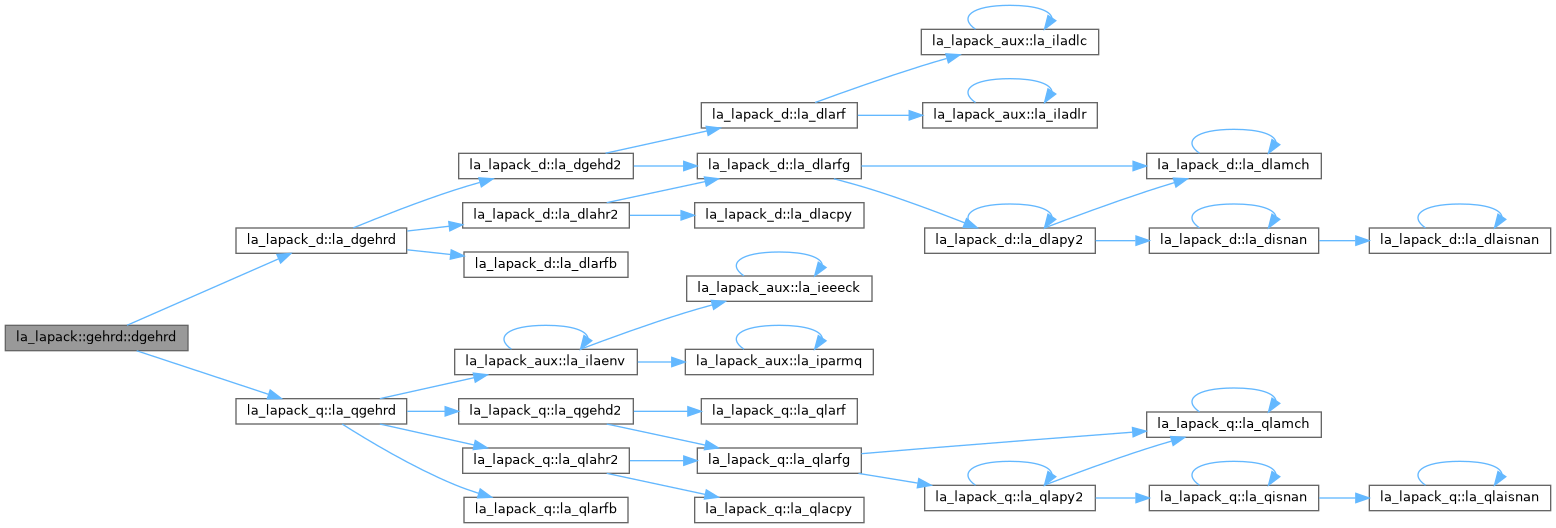 la_lapack_aux::la_iladlc
la_lapack_aux::la_iladlr
la_lapack_d::la_dlarf
la_lapack_d::la_dgehd2
la_lapack_d::la_dlarfg
la_lapack_d::la_dlamch
la_lapack_d::la_dlahr2
la_lapack_d::la_dlacpy
la_lapack_d::la_dgehrd
la_lapack_d::la_dlapy2
la_lapack_d::la_disnan
la_lapack_d::la_dlaisnan
la_lapack_d::la_dlarfb
la_lapack_aux::la_ieeeck
la_lapack::gehrd::dgehrd
la_lapack_aux::la_ilaenv
la_lapack_aux::la_iparmq
la_lapack_q::la_qgehrd
la_lapack_q::la_qgehd2
la_lapack_q::la_qlarf
la_lapack_q::la_qlamch
la_lapack_q::la_qlahr2
la_lapack_q::la_qlarfg
la_lapack_q::la_qlapy2
la_lapack_q::la_qisnan
la_lapack_q::la_qlaisnan
la_lapack_q::la_qlarfb
la_lapack_q::la_qlacpy